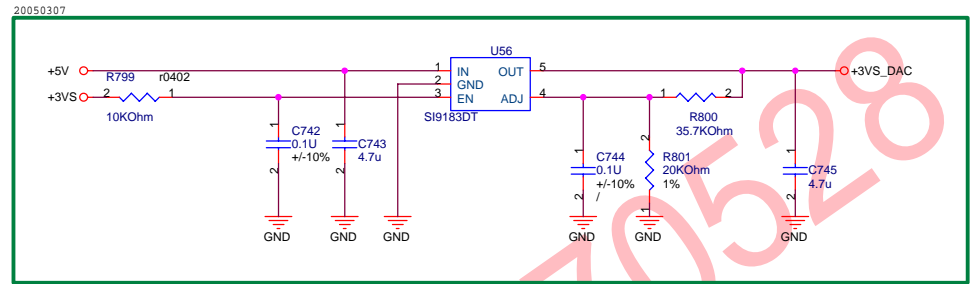 20050307
U56
+5V
R799 r0402
1 IN OUT 5
+3VS_DAC
2 GND
+3VS 2 1
3 EN ADJ 4
1 2
10KOhm
SI9183DT
R800
35.7KOhm
1 C742
0.1U
+/-10%
2
1 C743
4.7u
2
1 C744
0.1U
+/-10%
/
2
2 R801
20KOhm
1%
1
1 C745
4.7u
2
GND GND GND GND GND GND
70528